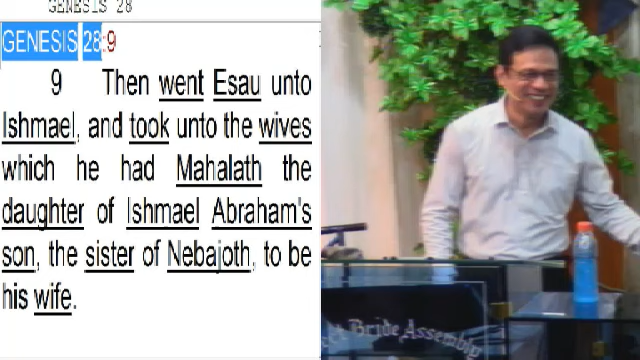 GENESIS 28
GENESIS 28:9
9 Then went Esau unto
Ishmael, and took unto the wives
which he had Mahalath the
daughter of Ishmael Abraham's
son, the sister of Nebajoth, to be
his wife.
Bride Assembly